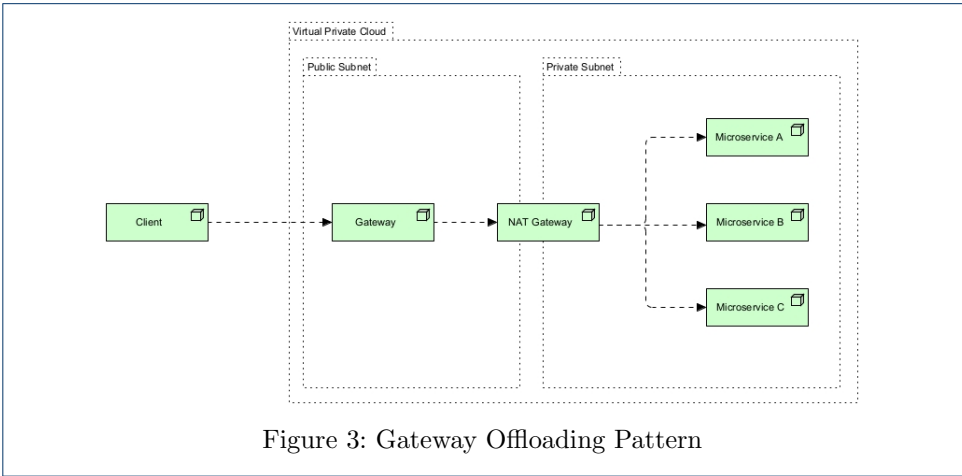 Virtual Private Cloud
Public Subnet
Private Subnet
Microservice A
Client
Gateway
NAT Gateway
Microservice B
Microservice C
Figure 3: Gateway Offloading Pattern